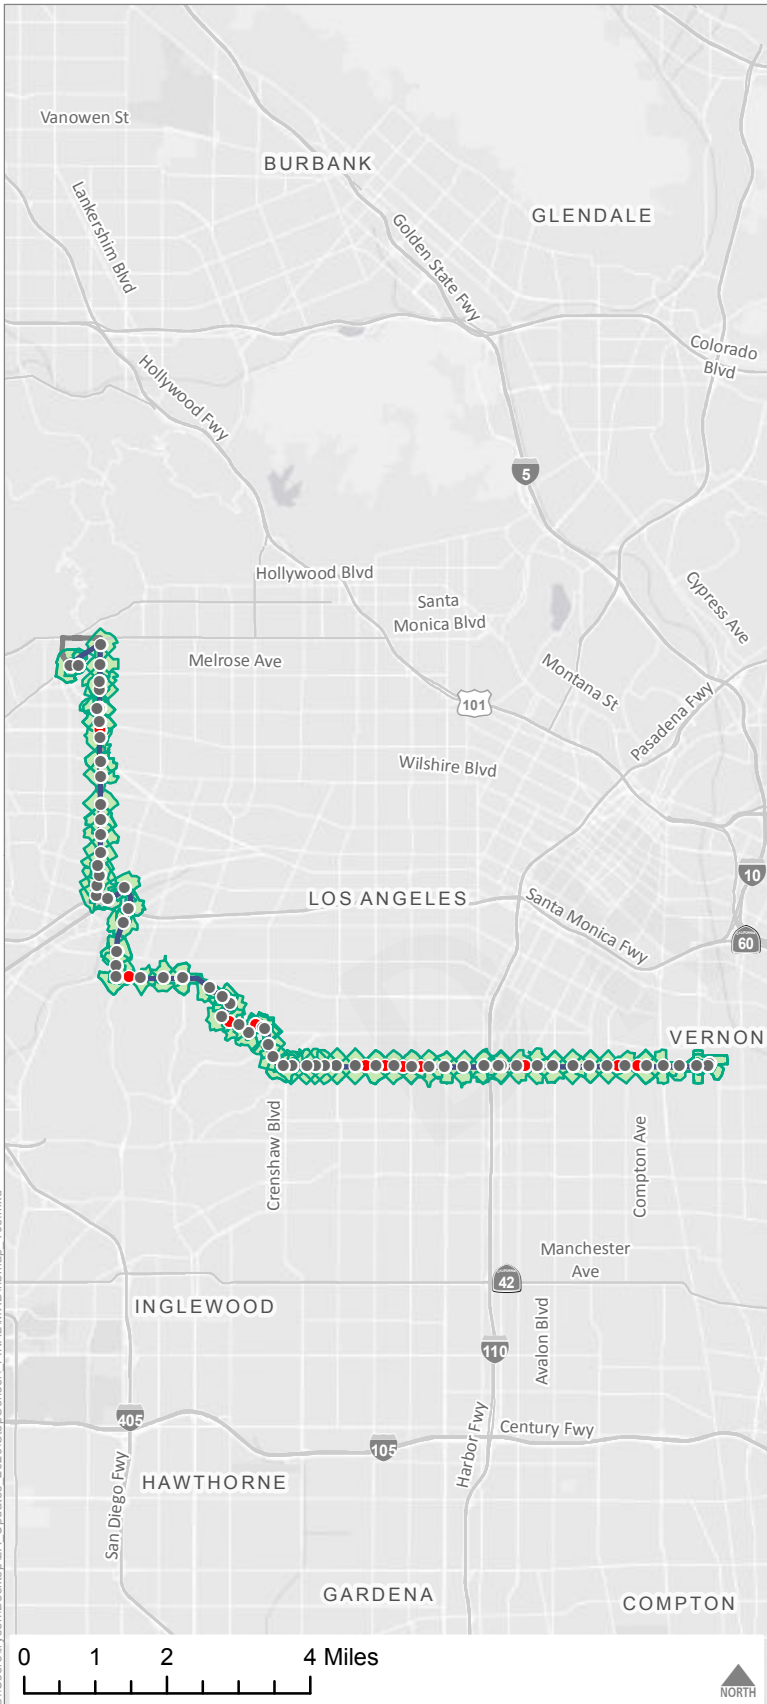 Vanowen St
BURBANK
Lankershim Blvd
GLENDALE
Golden State Fwy
Colorado
Blvd
Hollywood Fwy
5
Hollywood Blvd
Santa
Monica Blvd
Cypress Ave
Melrose Ave
Montana St
101
Pasadena Fwy
Wilshire Blvd
10
LOS ANGELES
Santa Monica Fwy
CALIFORNIA
60
VERNON
Crenshaw Blvd
Compton Ave
Manchester
Ave
CALIFORNIA
42
INGLEWOOD
Avalon Blvd
110
405
Harbor Fwy
Century Fwy
105
San Diego Fwy
HAWTHORNE
GARDENA
COMPTON
0 1 2 4 Miles
NORTH